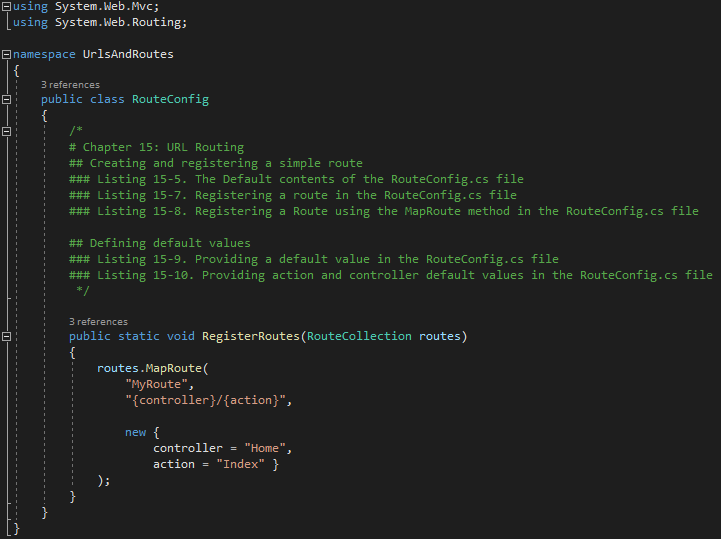 using System.Web.Mvc;
using System.Web.Routing;
namespace UrlsAndRoutes
{
3 references
public class RouteConfig
{
/*
# Chapter 15: URL Routing
## Creating and registering a simple route
### Listing 15-5. The Default contents of the RouteConfig.cs file
### Listing 15-7. Registering a route in the RouteConfig.cs file
### Listing 15-8. Registering a Route using the MapRoute method in the RouteConfig.cs file
## Defining default values
### Listing 15-9. Providing a default value in the RouteConfig.cs file
### Listing 15-10. Providing action and controller default values in the RouteConfig.cs file
*/
3 references
public static void RegisterRoutes(RouteCollection routes)
{
routes.MapRoute(
"MyRoute",
"{controller}/{action}",
new {
controller = "Home",
action = "Index" }
);
}
}
}